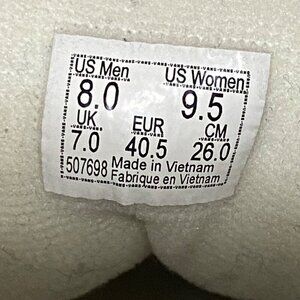 US Men US Women
8.0 9.5
UK EUR CM.
7.0 40.5 26.0
507698 Made in Vietnam
Fabrique en Vietnam